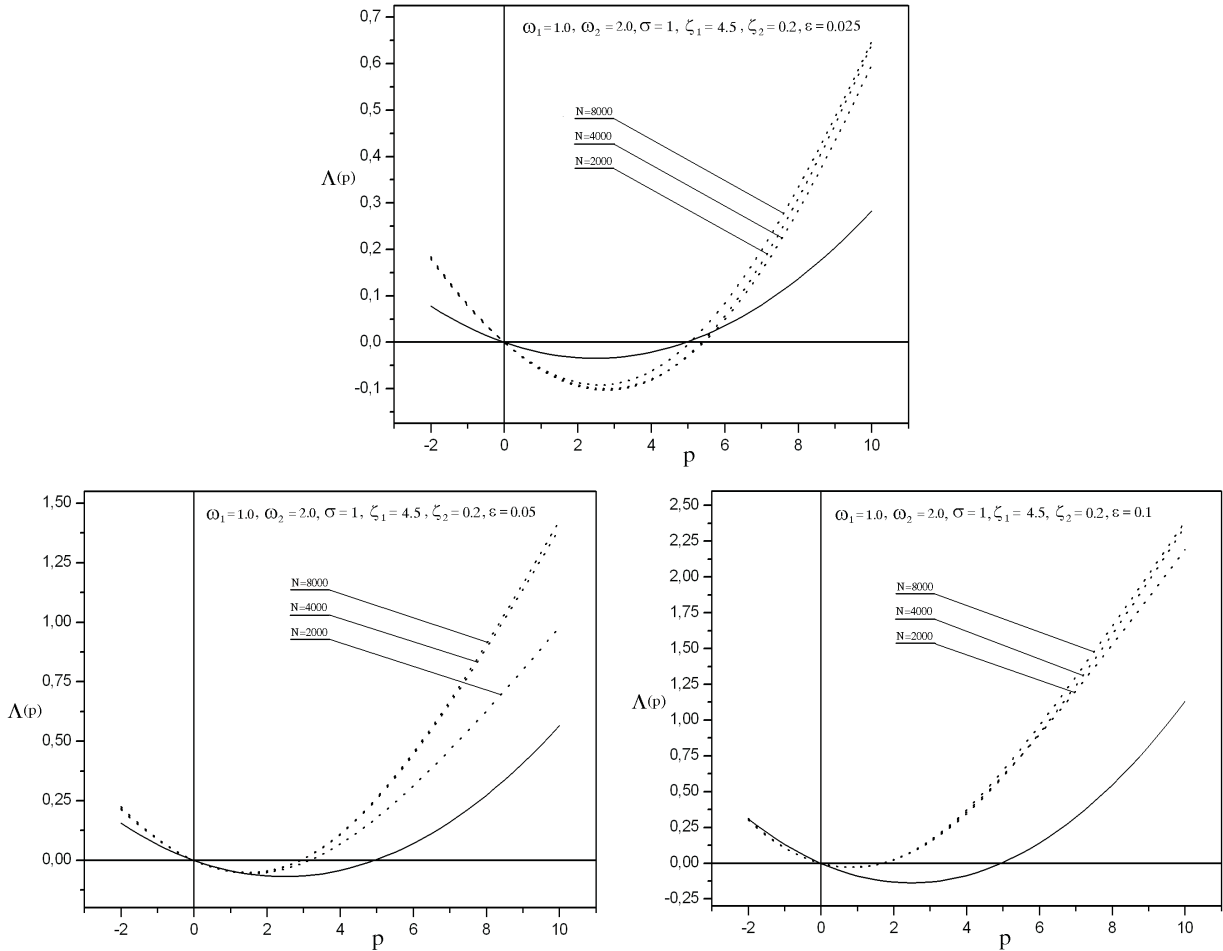 ω₁=1.0, ω₂=2.0, σ=1, ζ₁=4.5, ζ₂=0.2, ε=0.025
0,7
0,6
0,5
0,4
0,3
0,2
0,1
0,0
-0,1
Λ(p)
N=8000
N=4000
N=2000
-2 0 2 4 6 8 10
p
ω₁=1.0, ω₂=2.0, σ=1, ζ₁=4.5, ζ₂=0.2, ε=0.05
1,50
1,25
1,00
0,75
0,50
0,25
0,00
Λ(p)
N=8000
N=4000
N=2000
-2 0 2 4 6 8 10
p
ω₁=1.0, ω₂=2.0, σ=1, ζ₁=4.5, ζ₂=0.2, ε=0.1
2,50
2,25
2,00
1,75
1,50
1,25
1,00
0,75
0,50
0,25
0,00
-0,25
Λ(p)
N=8000
N=4000
N=2000
-2 0 2 4 6 8 10
p